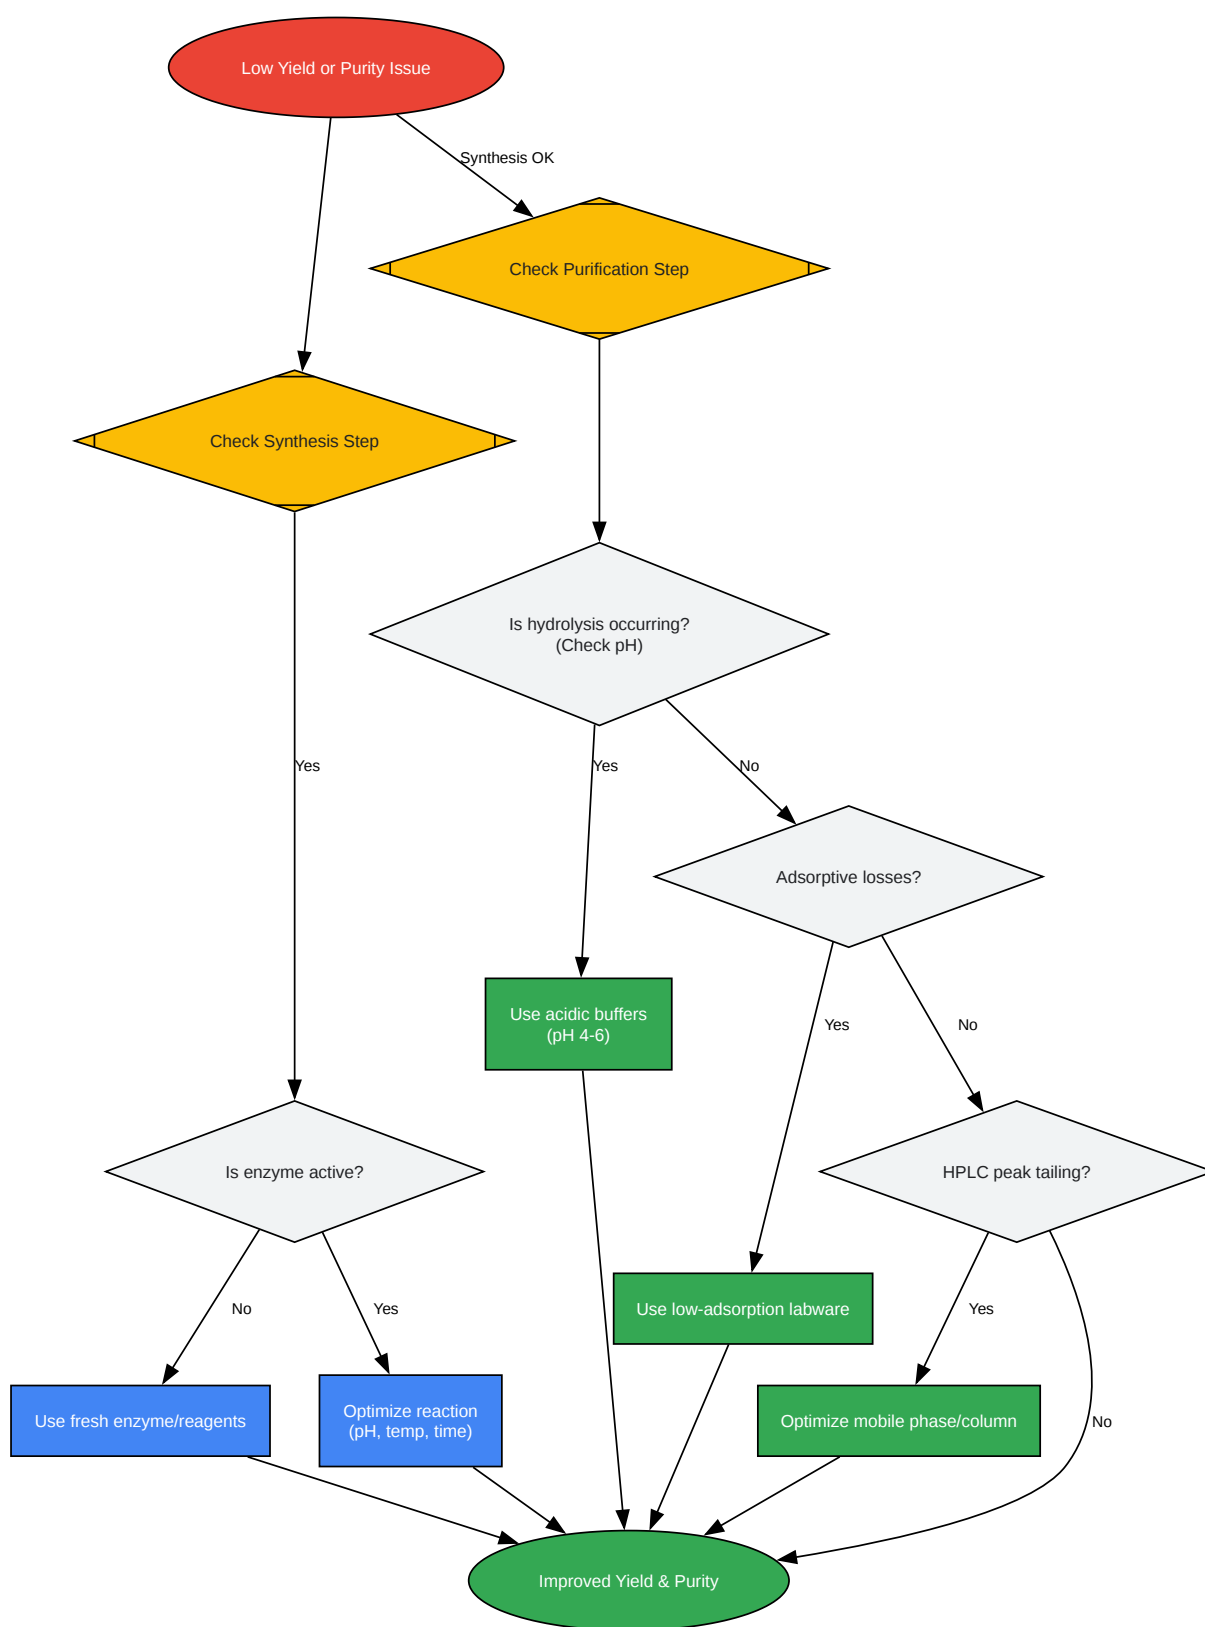 Low Yield or Purity Issue
Synthesis OK
Check Purification Step
Check Synthesis Step
Is hydrolysis occurring?
(Check pH)
Yes
Yes
No
Adsorptive losses?
Use acidic buffers
(pH 4-6)
Yes
No
Is enzyme active?
HPLC peak tailing?
No
Yes
Use low-adsorption labware
Yes
Use fresh enzyme/reagents
Optimize reaction
(pH, temp, time)
Optimize mobile phase/column
No
Improved Yield & Purity